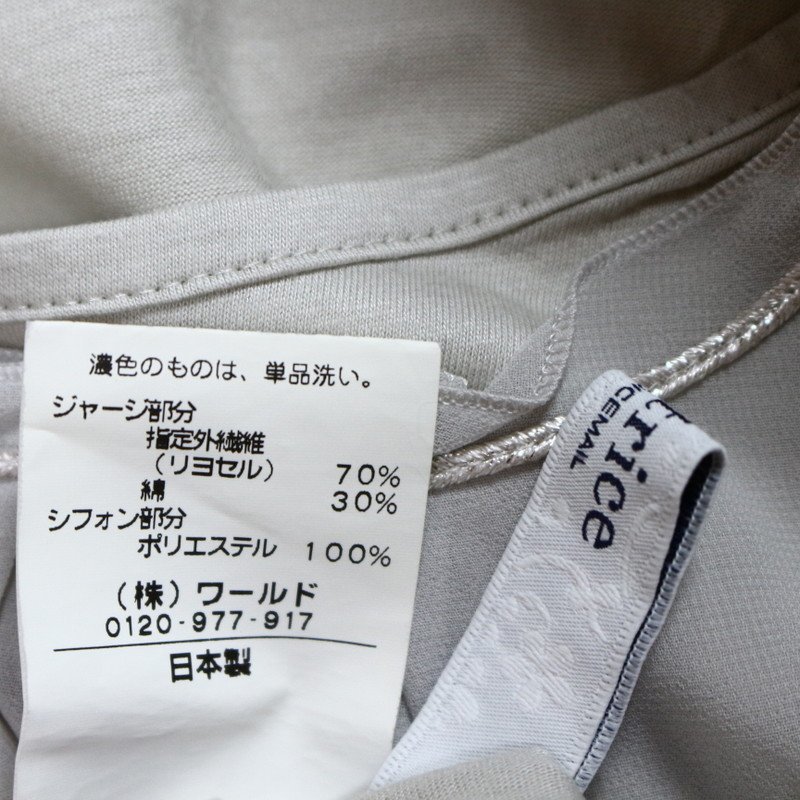 濃色のものは、単品洗い。
ジャージ部分
指定外繊維
(リヨセル) 70%
綿 30%
シフォン部分
ポリエステル 100%
(株)ワールド
0120-977-917
日本製
rice
NCEMAIL